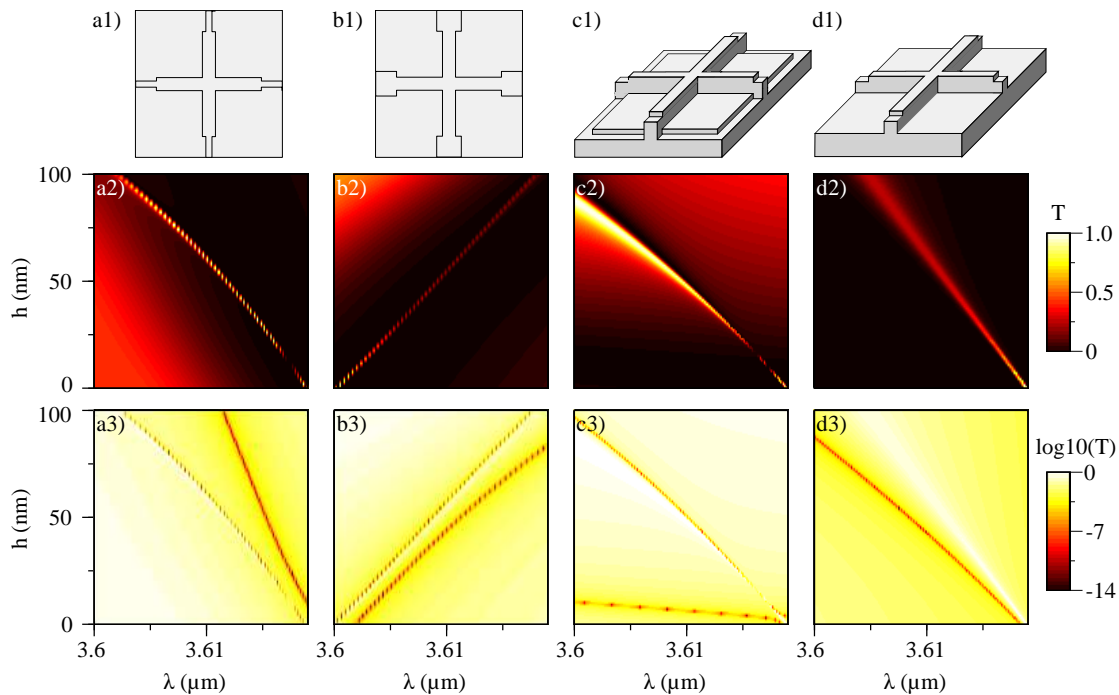 a1) b1) c1) d1)
100 a2) b2) c2) d2)
T
1.0
50
h (nm)
0
0
100 a3) b3) c3) d3)
log10(T)
0
50
-7
h (nm)
-14
0
3.6 3.61 3.6 3.61 3.6 3.61 3.6 3.61
λ (µm) λ (µm) λ (µm) λ (µm)